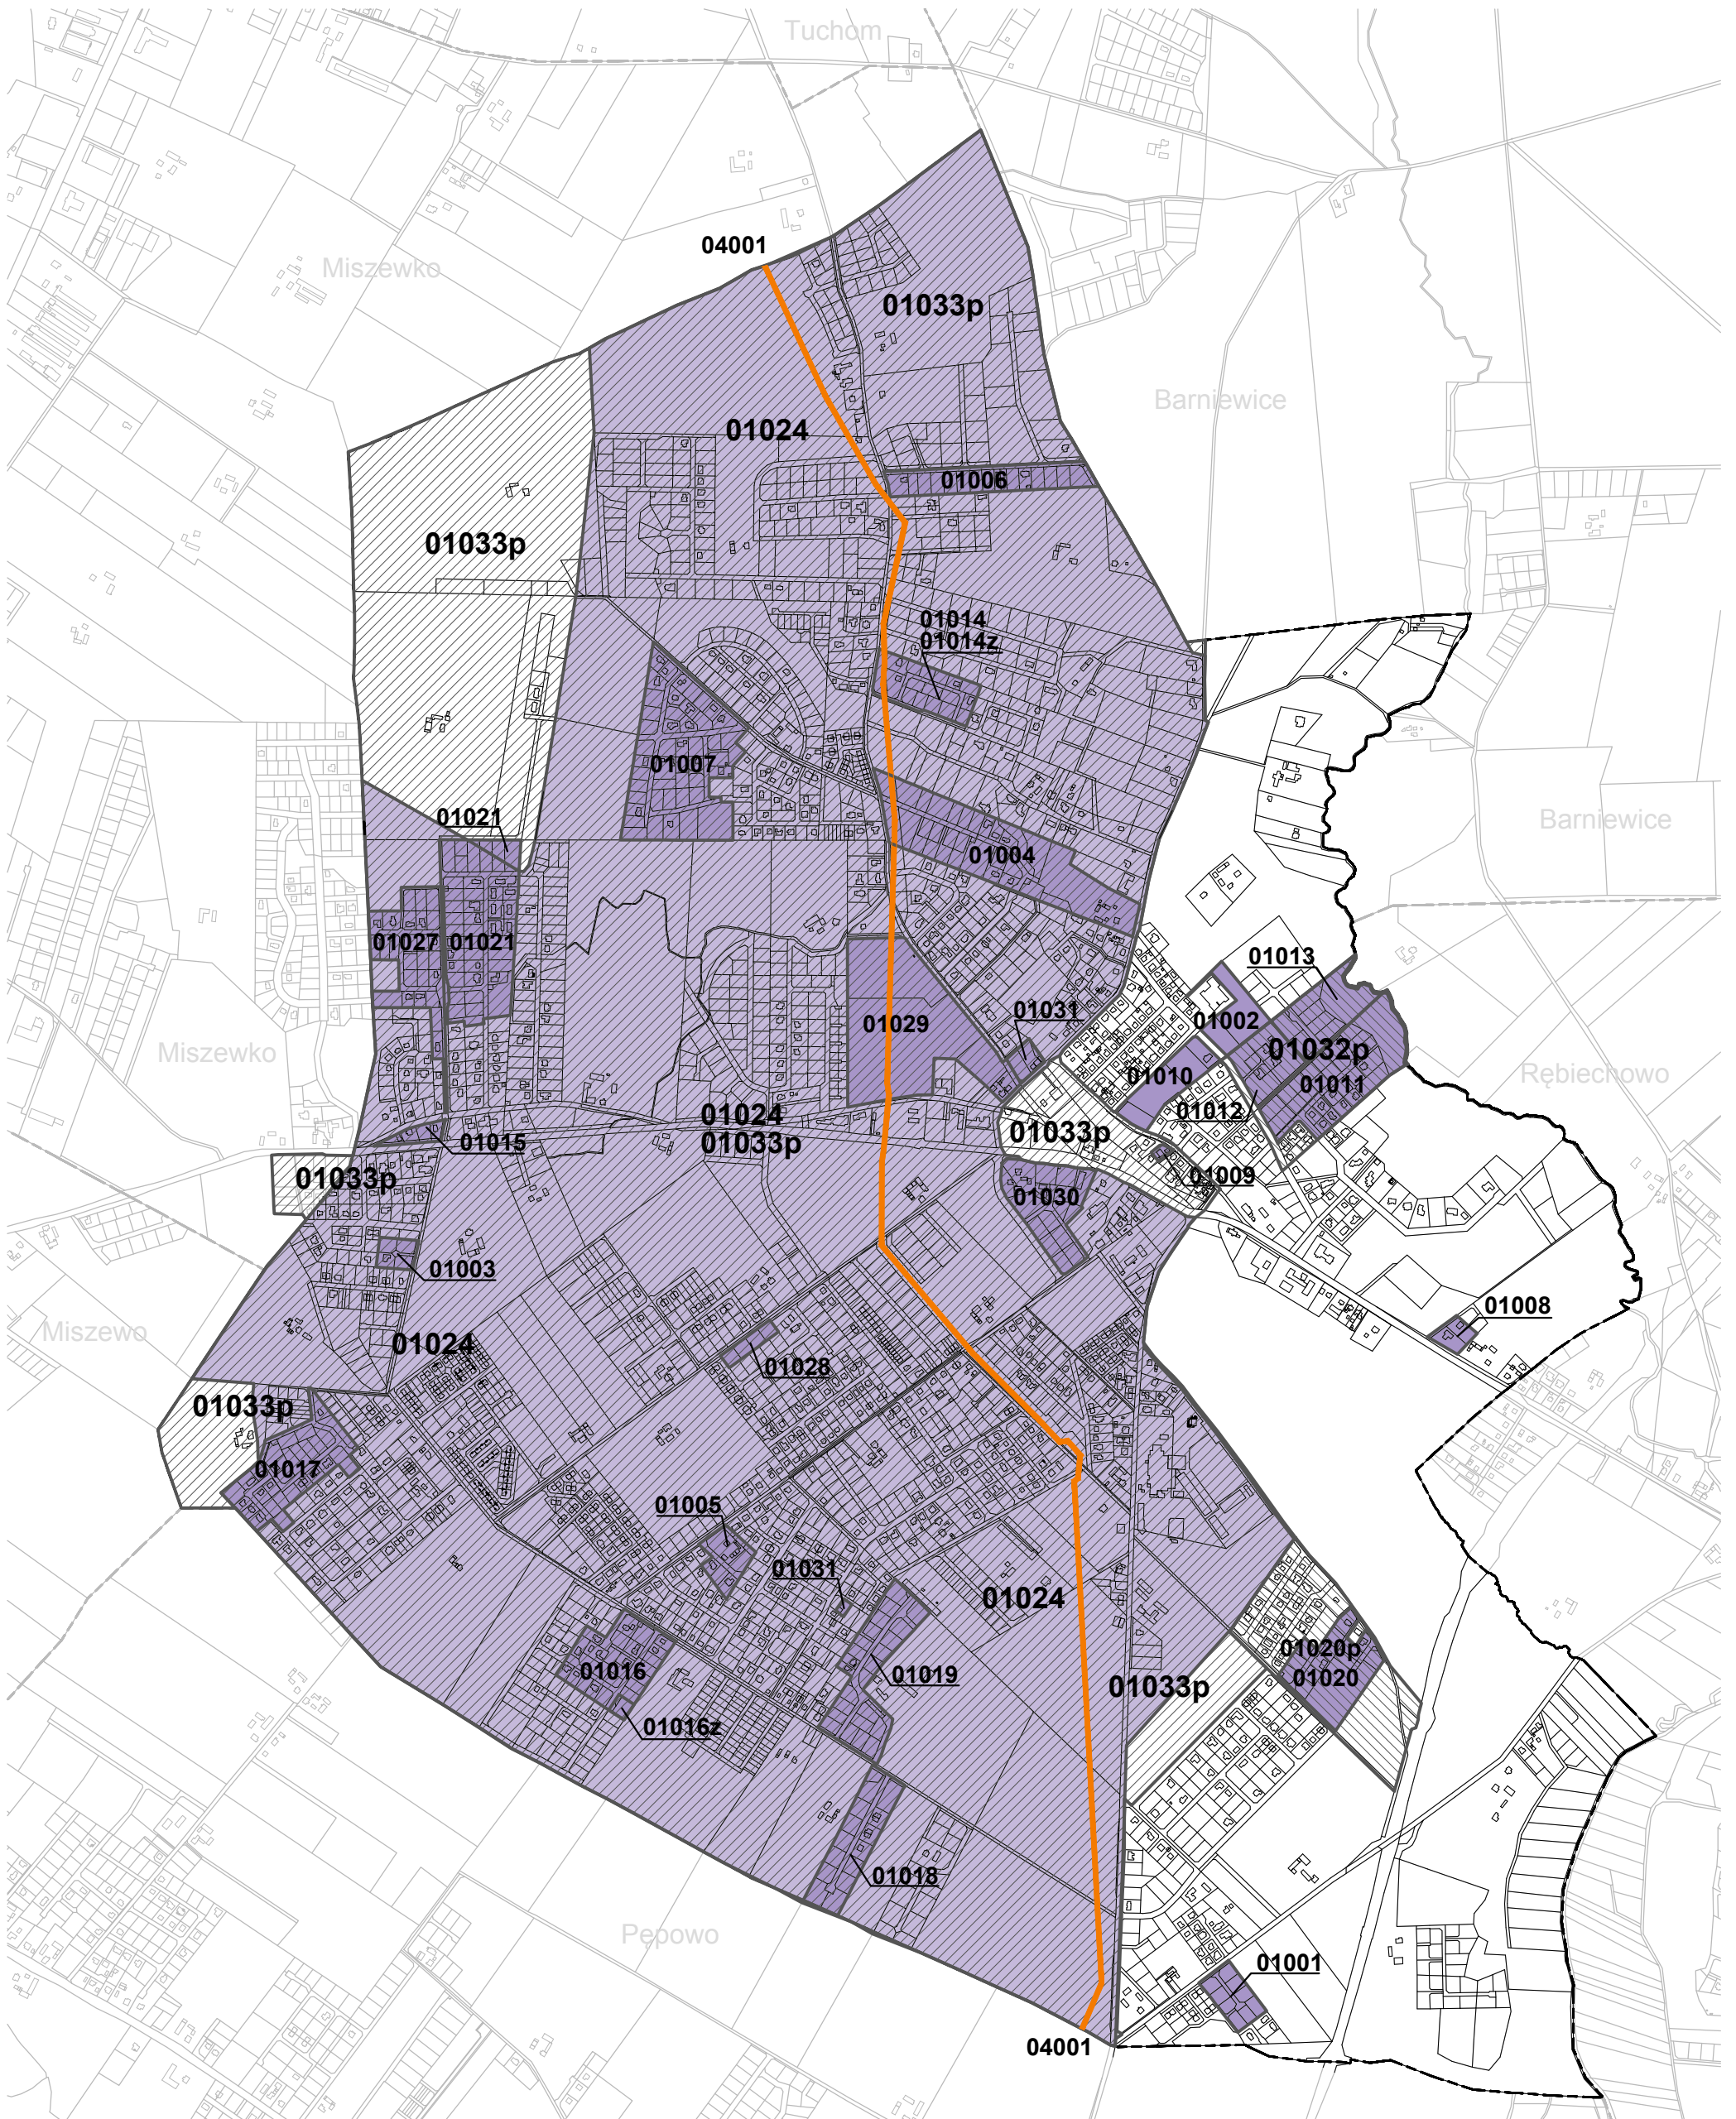 Tuchom
04001
Miszewko
01033p
Barniewice
01024
01006
01033p
01014
01014z
01007
01021
Barniewice
01004
01027
01021
01013
01031
01002
01029
Miszewko
01032p
Rębiechowo
01010
01011
01024
01012
01033p
01015
01033p
01033p
01009
01030
01003
01008
Miszewo
01024
01028
01033p
01017
01005
01031
01024
01020p
01016
01019
01020
01033p
01016z
01018
Pępowo
01001
04001